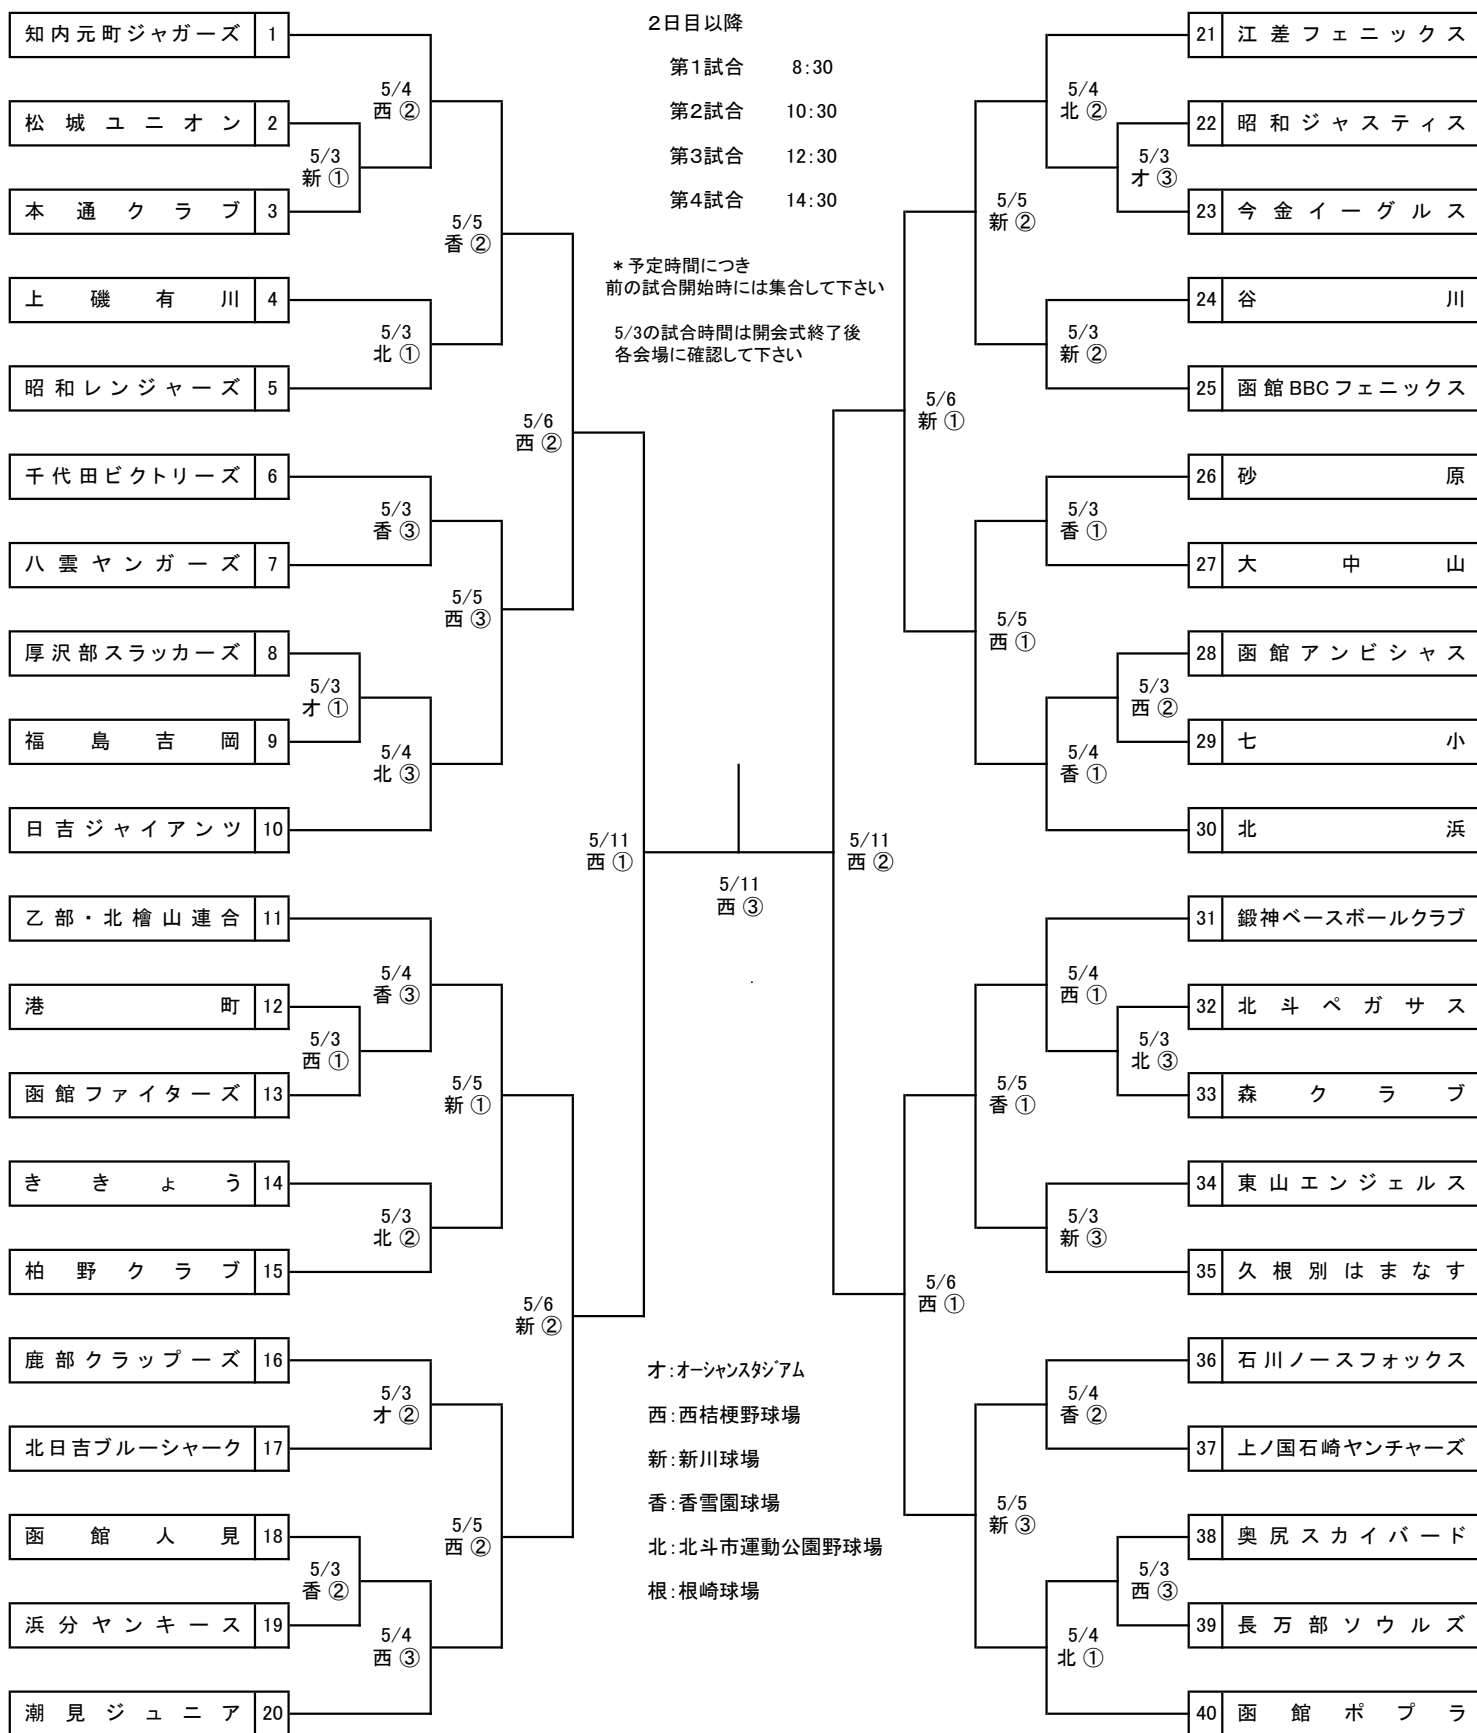 知内元町ジャガーズ 1
5/4
西 ②
松城ユニオン 2
5/3
新 ①
本通クラブ 3
5/5
香 ②
上磯有川 4
5/3
北 ①
昭和レンジャーズ 5
5/6
西 ②
千代田ビクトリーズ 6
5/3
香 ③
八雲ヤンガーズ 7
5/5
西 ③
厚沢部スラッカーズ 8
5/3
オ ①
福島吉岡 9
5/4
北 ③
日吉ジャイアンツ 10
5/11
西 ①
乙部・北檜山連合 11
5/4
香 ③
港町 12
5/3
西 ①
函館ファイターズ 13
5/5
新 ①
ききょう 14
5/3
北 ②
柏野クラブ 15
5/6
新 ②
鹿部クラップーズ 16
5/3
オ ②
北日吉ブルーシャーク 17
5/5
西 ②
函館人見 18
5/3
香 ②
浜分ヤンキース 19
5/4
西 ③
潮見ジュニア 20
2日目以降
第1試合 8:30
第2試合 10:30
第3試合 12:30
第4試合 14:30
*予定時間につき
前の試合開始時には集合して下さい
5/3の試合時間は開会式終了後
各会場に確認して下さい
5/11
西 ③
オ:オーシャンスタジアム
西:西桔梗野球場
新:新川球場
香:香雪園球場
北:北斗市運動公園野球場
根:根崎球場
21 江差フェニックス
5/4
北 ②
22 昭和ジャスティス
5/3
オ ③
23 今金イーグルス
5/5
新 ②
24 谷川
5/3
新 ②
25 函館BBCフェニックス
5/6
新 ①
26 砂原
5/3
香 ①
27 大中山
5/5
西 ①
28 函館アンビシャス
5/3
西 ②
29 七小
5/4
香 ①
30 北浜
5/11
西 ②
31 鍛神ベースボールクラブ
5/4
西 ①
32 北斗ペガサス
5/3
北 ③
33 森クラブ
5/5
香 ①
34 東山エンジェルス
5/3
新 ③
35 久根別はまなす
5/6
西 ①
36 石川ノースフォックス
5/4
香 ②
37 上ノ国石崎ヤンチャーズ
5/5
新 ③
38 奥尻スカイバード
5/3
西 ③
39 長万部ソウルズ
5/4
北 ①
40 函館ポプラ